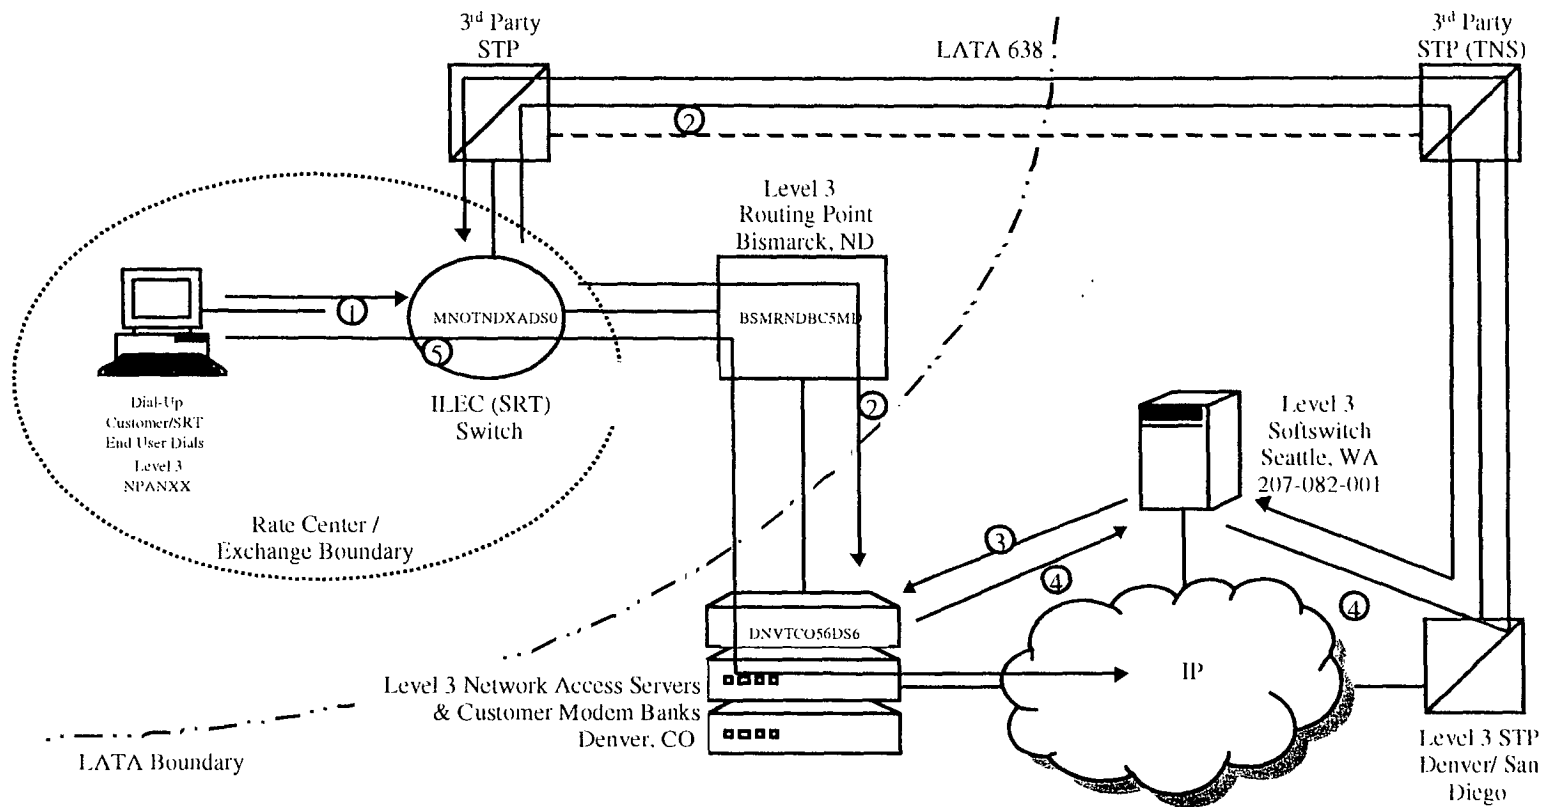 3rd Party
STP
LATA 638
3rd Party
STP (TNS)
2
Level 3
Routing Point
Bismarck, ND
1
MNOTNDXADS0
BSMRNDBC5MD
5
ILEC (SRT)
Switch
Dial-Up
Customer/SRT
End User Dials
Level 3
NPANXX
2
Level 3
Softswitch
Seattle, WA
207-082-001
Rate Center /
Exchange Boundary
3
4
4
DNVTCO56DS6
IP
Level 3 Network Access Servers
& Customer Modem Banks
Denver, CO
LATA Boundary
Level 3 STP
Denver/ San
Diego